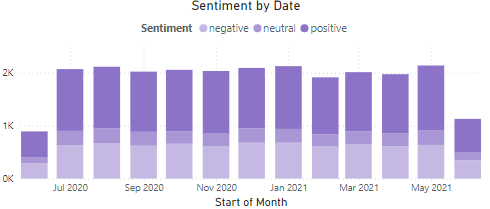 Sentiment by Date
Sentiment negative neutral positive
2K
1K
0K
Jul 2020 Sep 2020 Nov 2020 Jan 2021 Mar 2021 May 2021
Start of Month